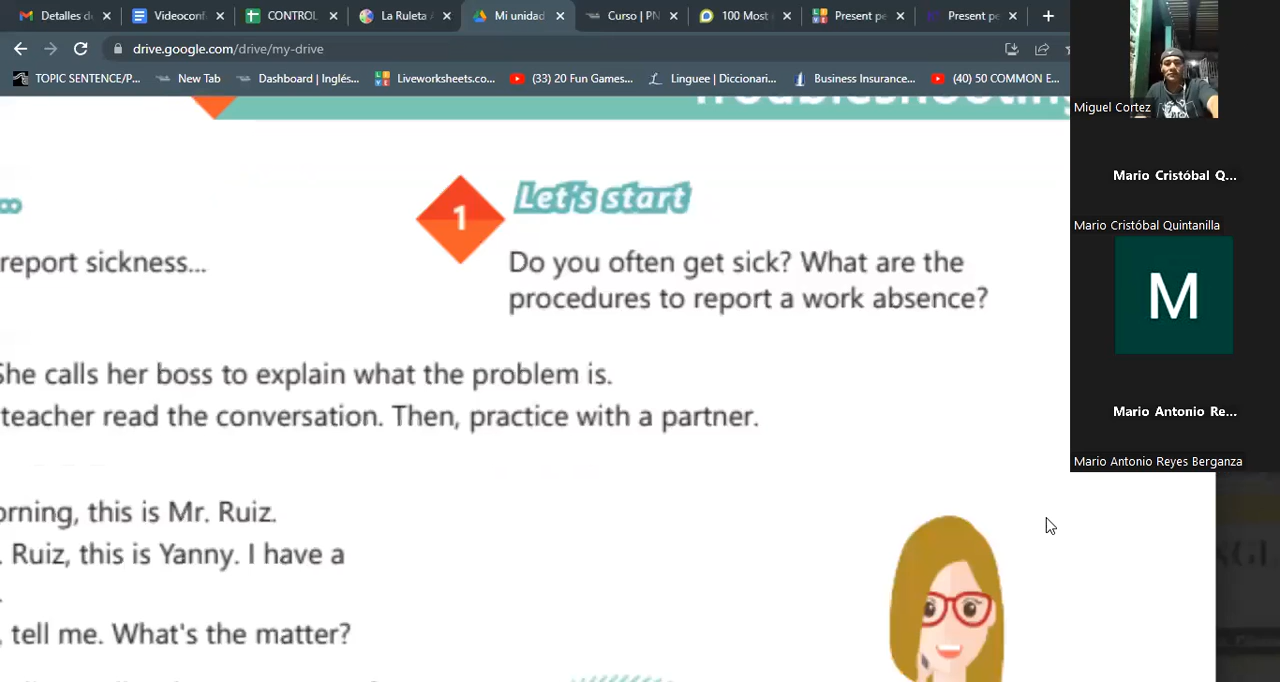 Detalles d
Videoconf
CONTROL
La Ruleta
Mi unidad
Curso | PN
100 Most
Present pe
Present pe
drive.google.com/drive/my-drive
TOPIC SENTENCE/P...
New Tab
Dashboard | Inglés...
Liveworksheets.co...
(33) 20 Fun Games...
Linguee | Diccionari...
Business Insurance...
(40) 50 COMMON E...
Troubleshooting
Let's start
1
report sickness...
Do you often get sick? What are the
procedures to report a work absence?
She calls her boss to explain what the problem is.
teacher read the conversation. Then, practice with a partner.
orning, this is Mr. Ruiz.
. Ruiz, this is Yanny. I have a
.
, tell me. What's the matter?
Miguel Cortez
Mario Cristóbal Q...
Mario Cristóbal Quintanilla
M
Mario Antonio Re...
Mario Antonio Reyes Berganza